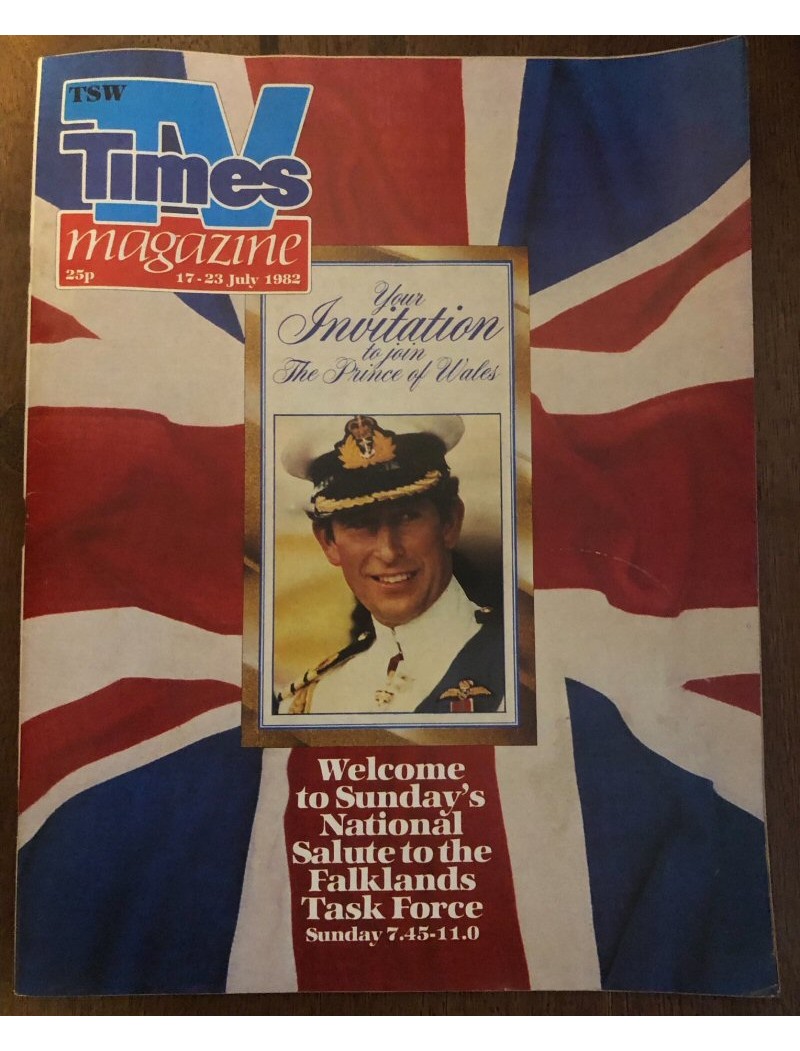 TSW
TV
Times
magazine
25p 17-23 July 1982
Your
Invitation
to join
The Prince of Wales
Welcome
to Sunday's
National
Salute to the
Falklands
Task Force
Sunday 7.45-11.0